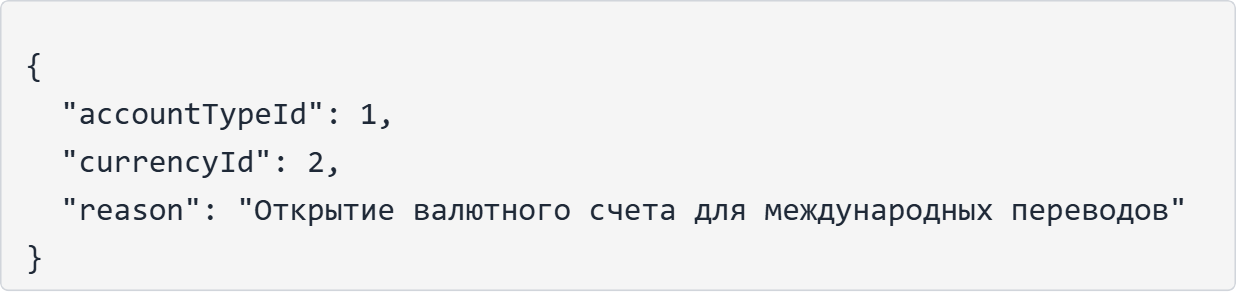 {
  "accountTypeId": 1,
  "currencyId": 2,
  "reason": "Открытие валютного счета для международных переводов"
}